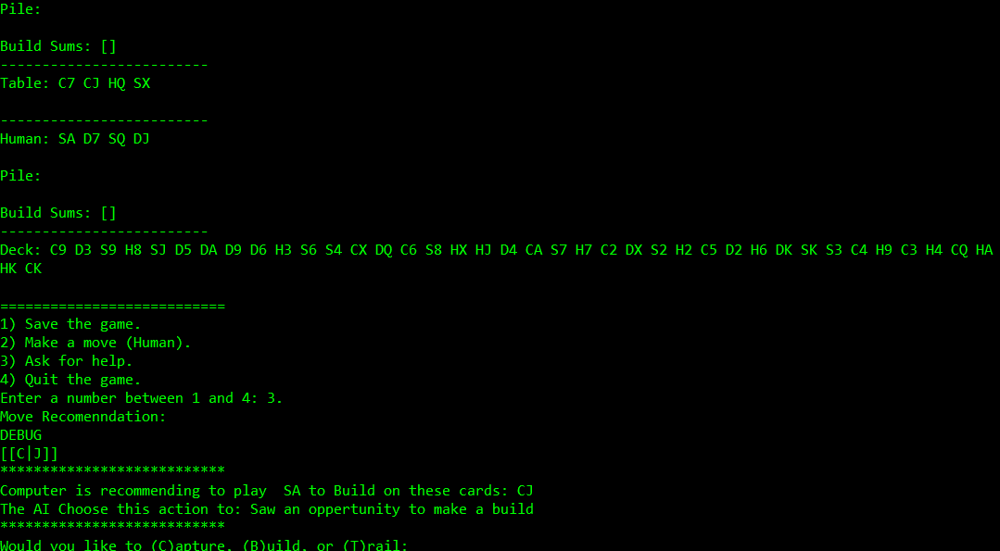 Pile:
Build Sums: []
-------------------------
Table: C7 CJ HQ SX
-------------------------
Human: SA D7 SQ DJ
Pile:
Build Sums: []
-------------------------
Deck: C9 D3 S9 H8 SJ D5 DA D9 D6 H3 S6 S4 CX DQ C6 S8 HX HJ D4 CA S7 H7 C2 DX S2 H2 C5 D2 H6 DK SK S3 C4 H9 C3 H4 CQ HA
HK CK
===========================
1) Save the game.
2) Make a move (Human).
3) Ask for help.
4) Quit the game.
Enter a number between 1 and 4: 3.
Move Recomenndation:
DEBUG
[[C|J]]
***************************
Computer is recommending to play  SA to Build on these cards: CJ
The AI Choose this action to: Saw an oppertunity to make a build
***************************
Would you like to (C)apture, (B)uild, or (T)rail: